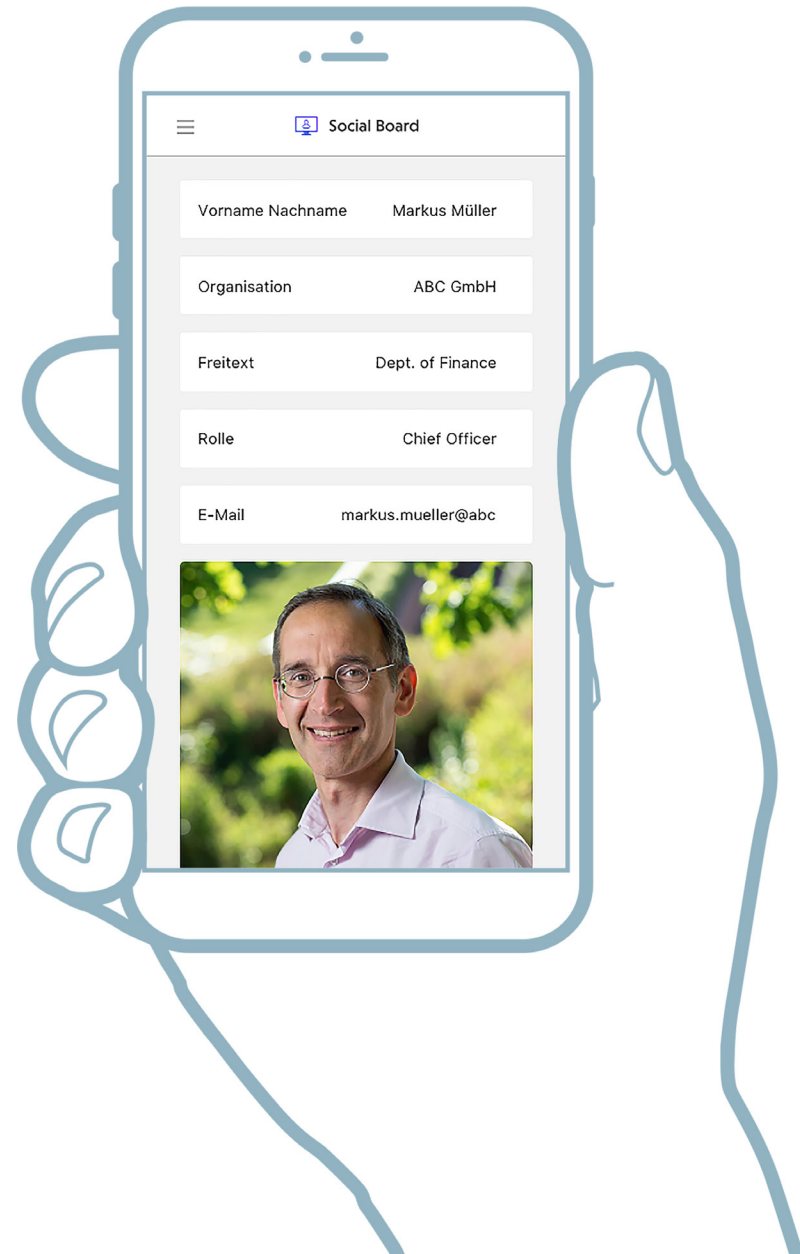 Social Board
Vorname Nachname Markus Müller
Organisation ABC GmbH
Freitext Dept. of Finance
Rolle Chief Officer
E-Mail markus.mueller@abc